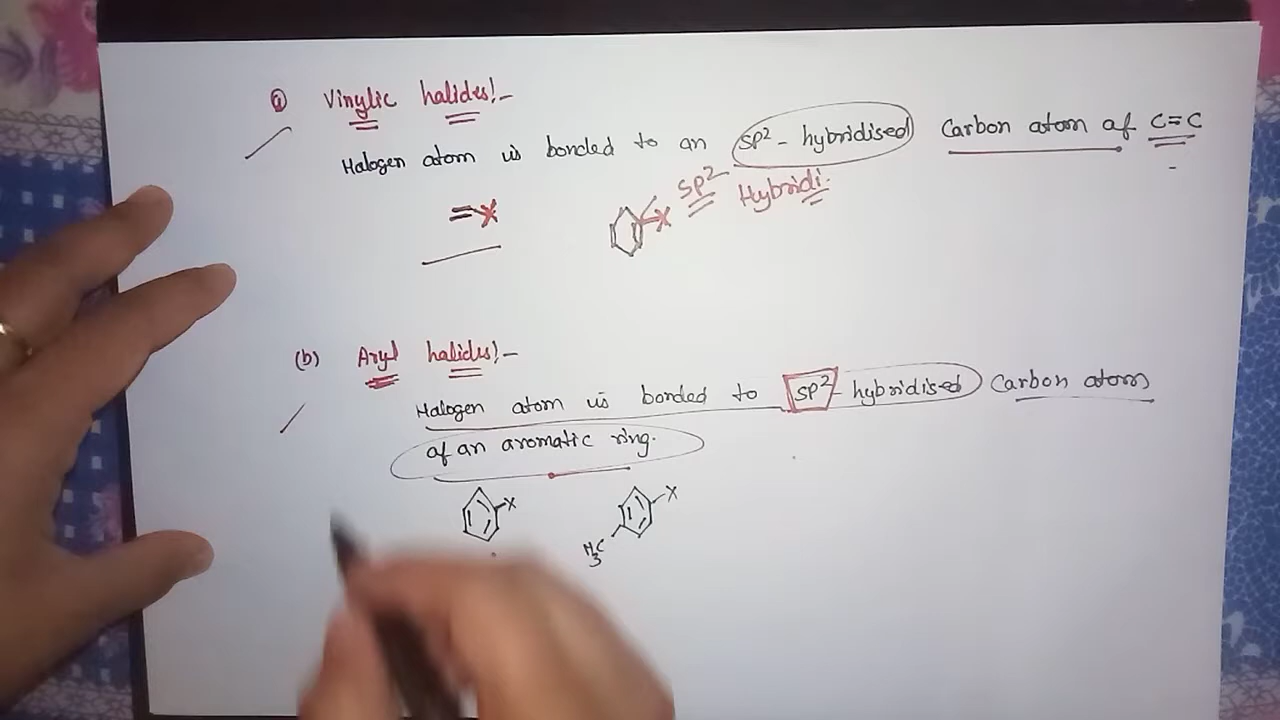 (a) Vinylic halides!-
Halogen atom is bonded to an SP²- hybridised Carbon atom of C=C
X
X SP² Hybridi.
(b) Aryl halides!-
Halogen atom is bonded to SP²- hybridised Carbon atom
of an aromatic ring.
X
X
H₃C